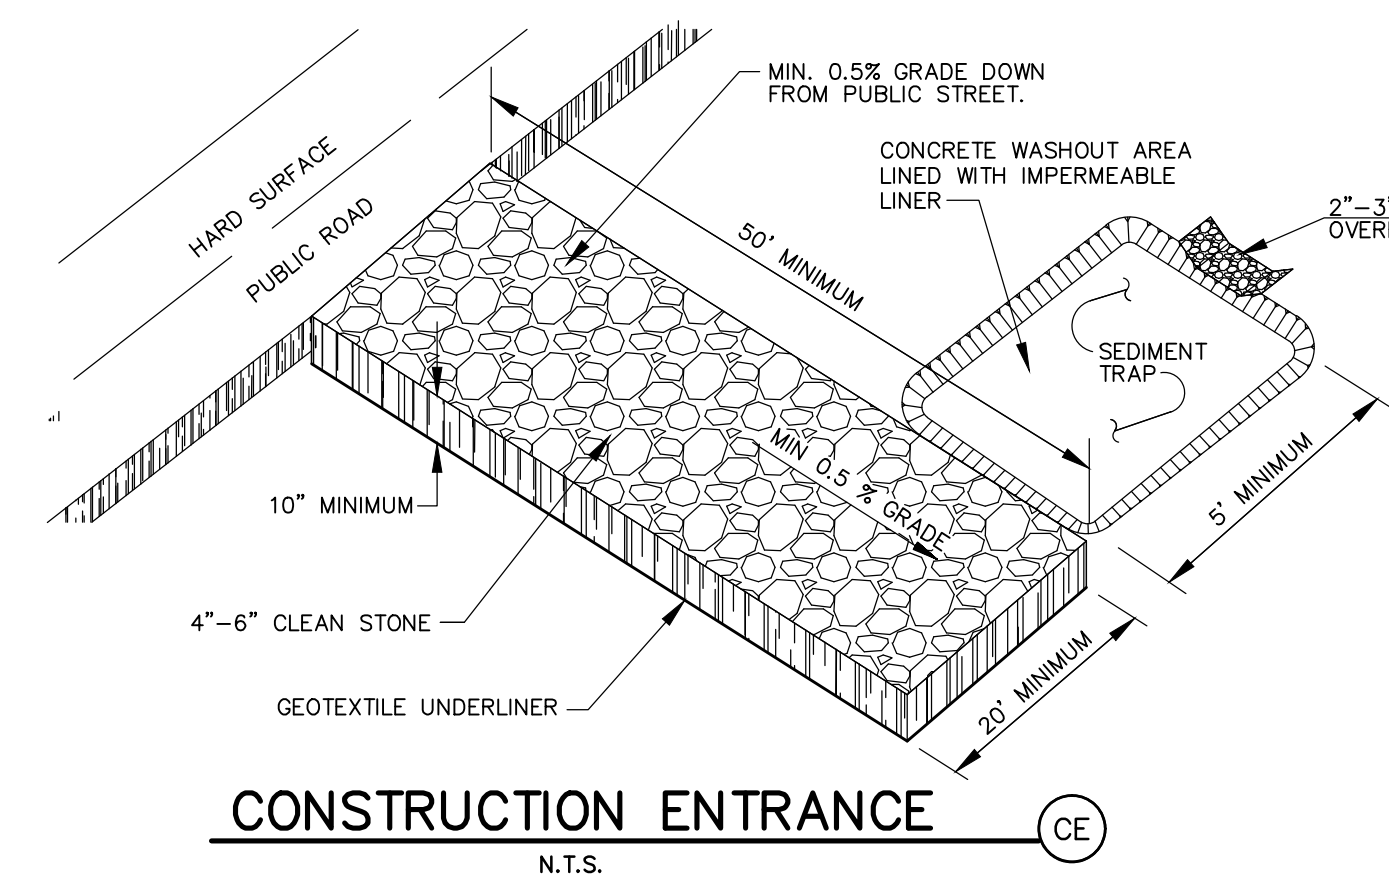 MIN. 0.5% GRADE DOWN
FROM PUBLIC STREET.
CONCRETE WASHOUT AREA
LINED WITH IMPERMEABLE
LINER
2"-3"
HARD SURFACE
PUBLIC ROAD
50' MINIMUM
SEDIMENT
TRAP
MIN 0.5 % GRADE
5' MINIMUM
10" MINIMUM
4"-6" CLEAN STONE
GEOTEXTILE UNDERLINER
20' MINIMUM
CONSTRUCTION ENTRANCE
CE
N.T.S.